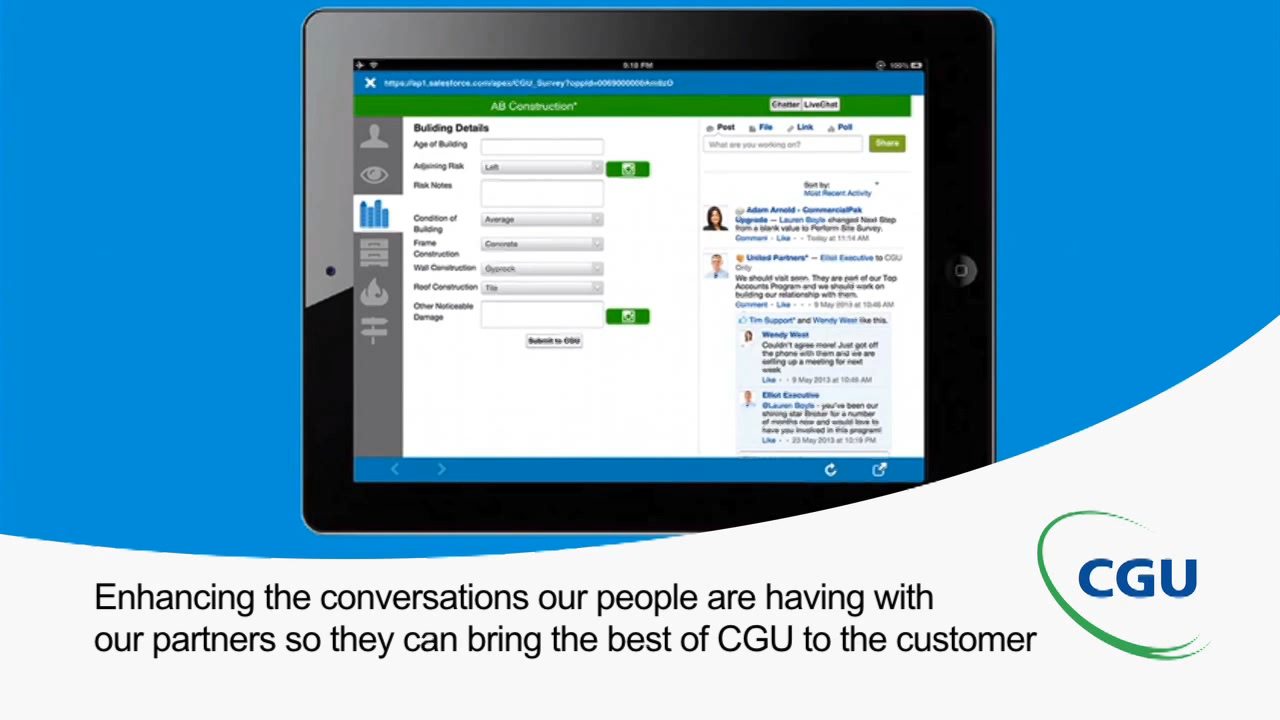 9:10 PM
100%
https://ap1.salesforce.com/apex/CGU_Survey?oppId=
AB Construction*
Chatter LiveChat
Building Details
Age of Building
Adjoining Risk
Left
Risk Notes
Condition of
Building
Average
Frame
Construction
Concrete
Wall Construction
Gyprock
Roof Construction
Tile
Other Noticeable
Damage
Submit to CGU
Post File Link Poll
What are you working on?
Share
Sort by:
Most Recent Activity
Adam Arnold - CommercialPak
Upgrade — Lauren Boyle changed Next Step
from a blank value to Perform Site Survey.
Comment · Like · · Today at 11:14 AM
United Partners* — Elliot Executive to CGU
Only
We should visit soon. They are part of our Top
Accounts Program and we should work on
building our relationship with them.
Comment · Like · · · 9 May 2013 at 10:46 AM
Tim Support* and Wendy West like this.
Wendy West
Couldn't agree more! Just got off
the phone with them and we are
setting up a meeting for next
week
Like · · 9 May 2013 at 10:46 AM
Elliot Executive
@Lauren Boyle - you've been our
shining star Broker for a number
of months now and would love to
have you involved in this program!
Like · · 23 May 2013 at 10:19 PM
Enhancing the conversations our people are having with
our partners so they can bring the best of CGU to the customer
CGU